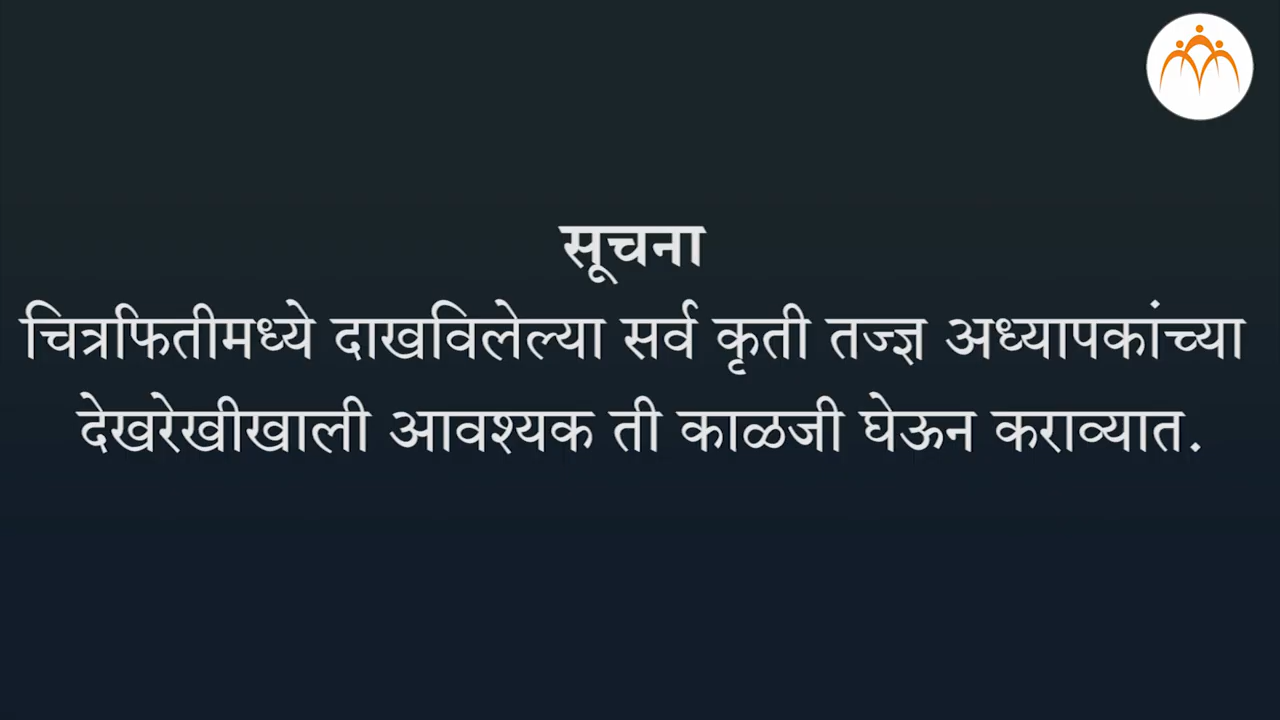 सूचना
चित्रफितीमध्ये दाखविलेल्या सर्व कृती तज्ज्ञ अध्यापकांच्या
देखरेखीखाली आवश्यक ती काळजी घेऊन कराव्यात.